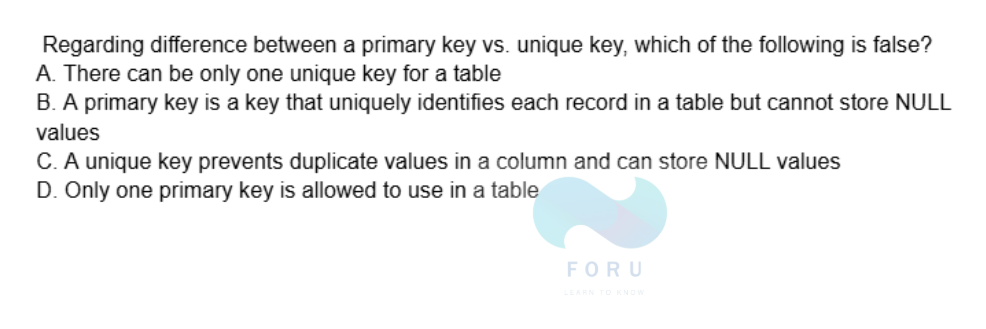 Regarding difference between a primary key vs. unique key, which of the following is false?
A. There can be only one unique key for a table
B. A primary key is a key that uniquely identifies each record in a table but cannot store NULL
values
C. A unique key prevents duplicate values in a column and can store NULL values
D. Only one primary key is allowed to use in a table
FORU
LEARN TO KNOW